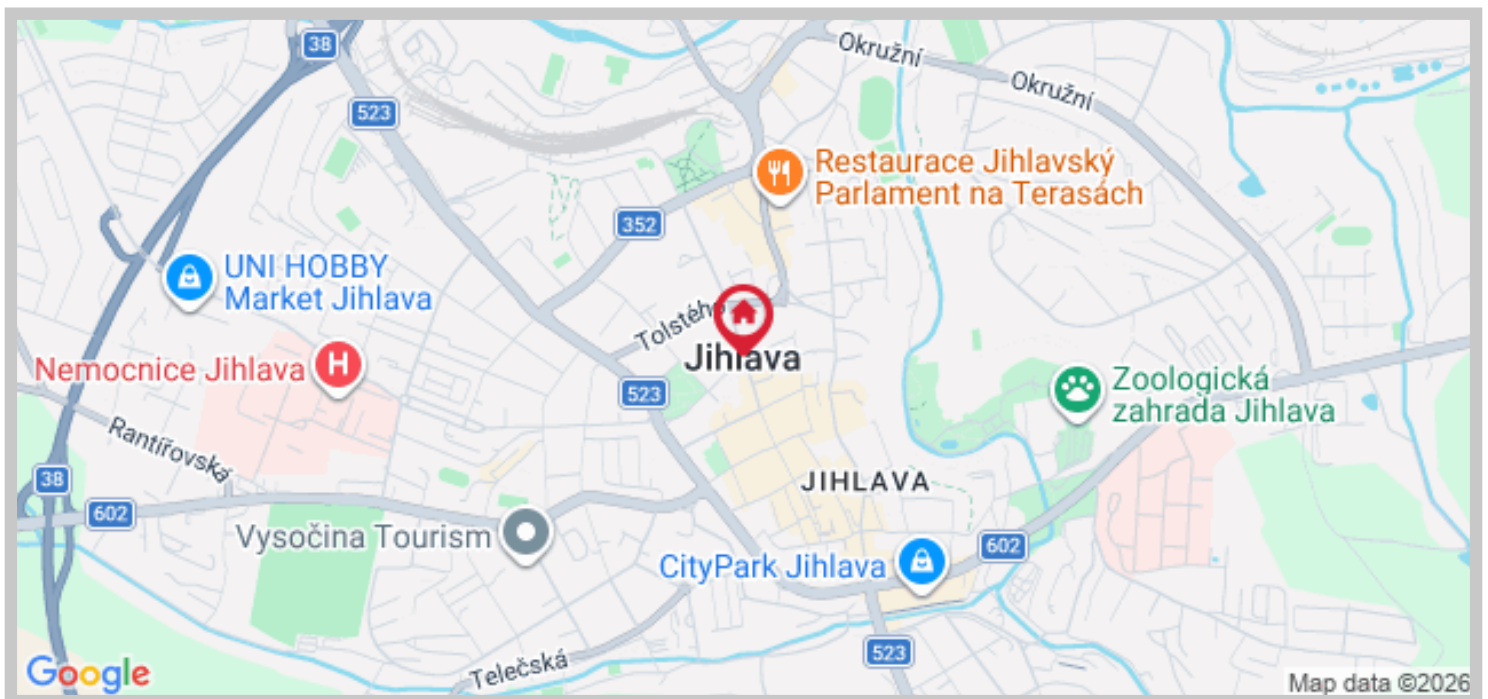 38
Okružní
Okružní
523
Restaurace Jihlavský
Parlament na Terasách
352
UNI HOBBY
Market Jihlava
Tolstého
Jihlava
Nemocnice Jihlava
H
523
Zoologická
zahrada Jihlava
Rantířovská
38
JIHLAVA
602
Vysočina Tourism
602
CityPark Jihlava
523
Telečská
Google
Map data ©2026